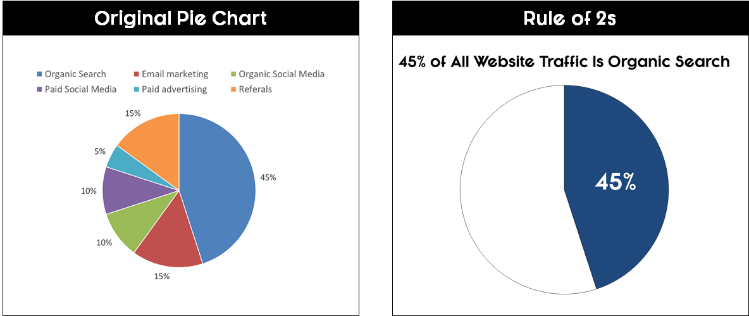 Original Pie Chart
Organic Search Email marketing Organic Social Media
Paid Social Media Paid advertising Referals
15%
5%
10%
10%
15%
45%
Rule of 2s
45% of All Website Traffic Is Organic Search
45%